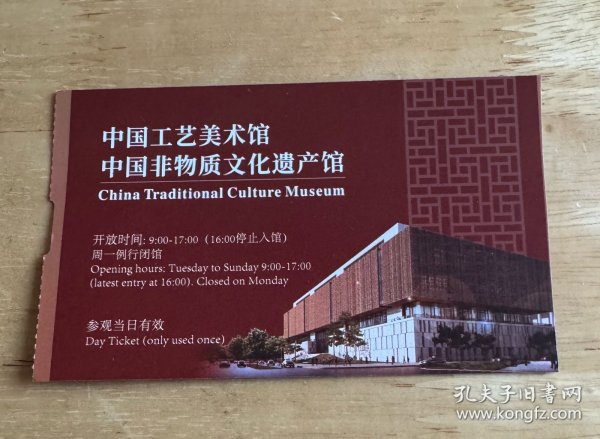 中国工艺美术馆
中国非物质文化遗产馆
China Traditional Culture Museum
开放时间: 9:00-17:00 (16:00停止入馆)
周一例行闭馆
Opening hours: Tuesday to Sunday 9:00-17:00
(latest entry at 16:00). Closed on Monday
参观当日有效
Day Ticket (only used once)
孔夫子旧书网
www.kongfz.com